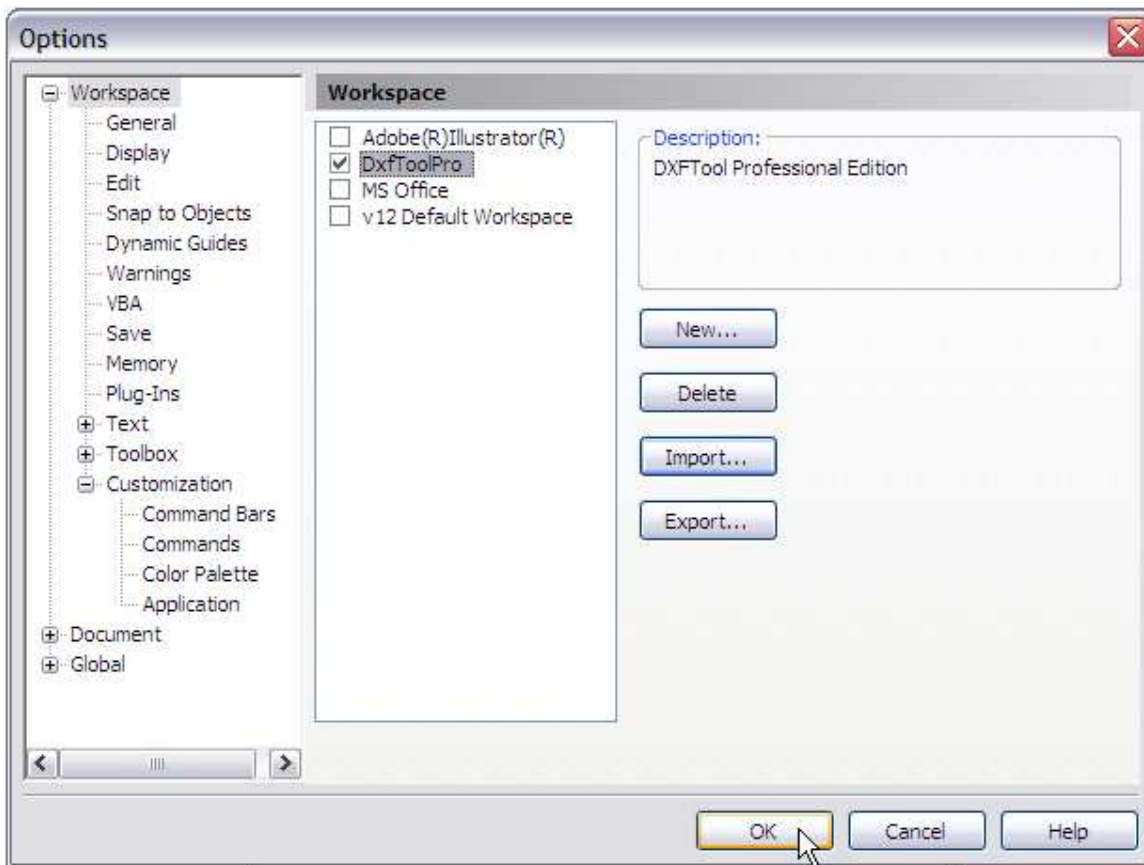 Options
Workspace
General
Display
Edit
Snap to Objects
Dynamic Guides
Warnings
VBA
Save
Memory
Plug-Ins
Text
Toolbox
Customization
Command Bars
Commands
Color Palette
Application
Document
Global
Workspace
Adobe(R)Illustrator(R)
DxfToolPro
MS Office
v12 Default Workspace
Description:
DXFTool Professional Edition
New...
Delete
Import...
Export...
OK
Cancel
Help